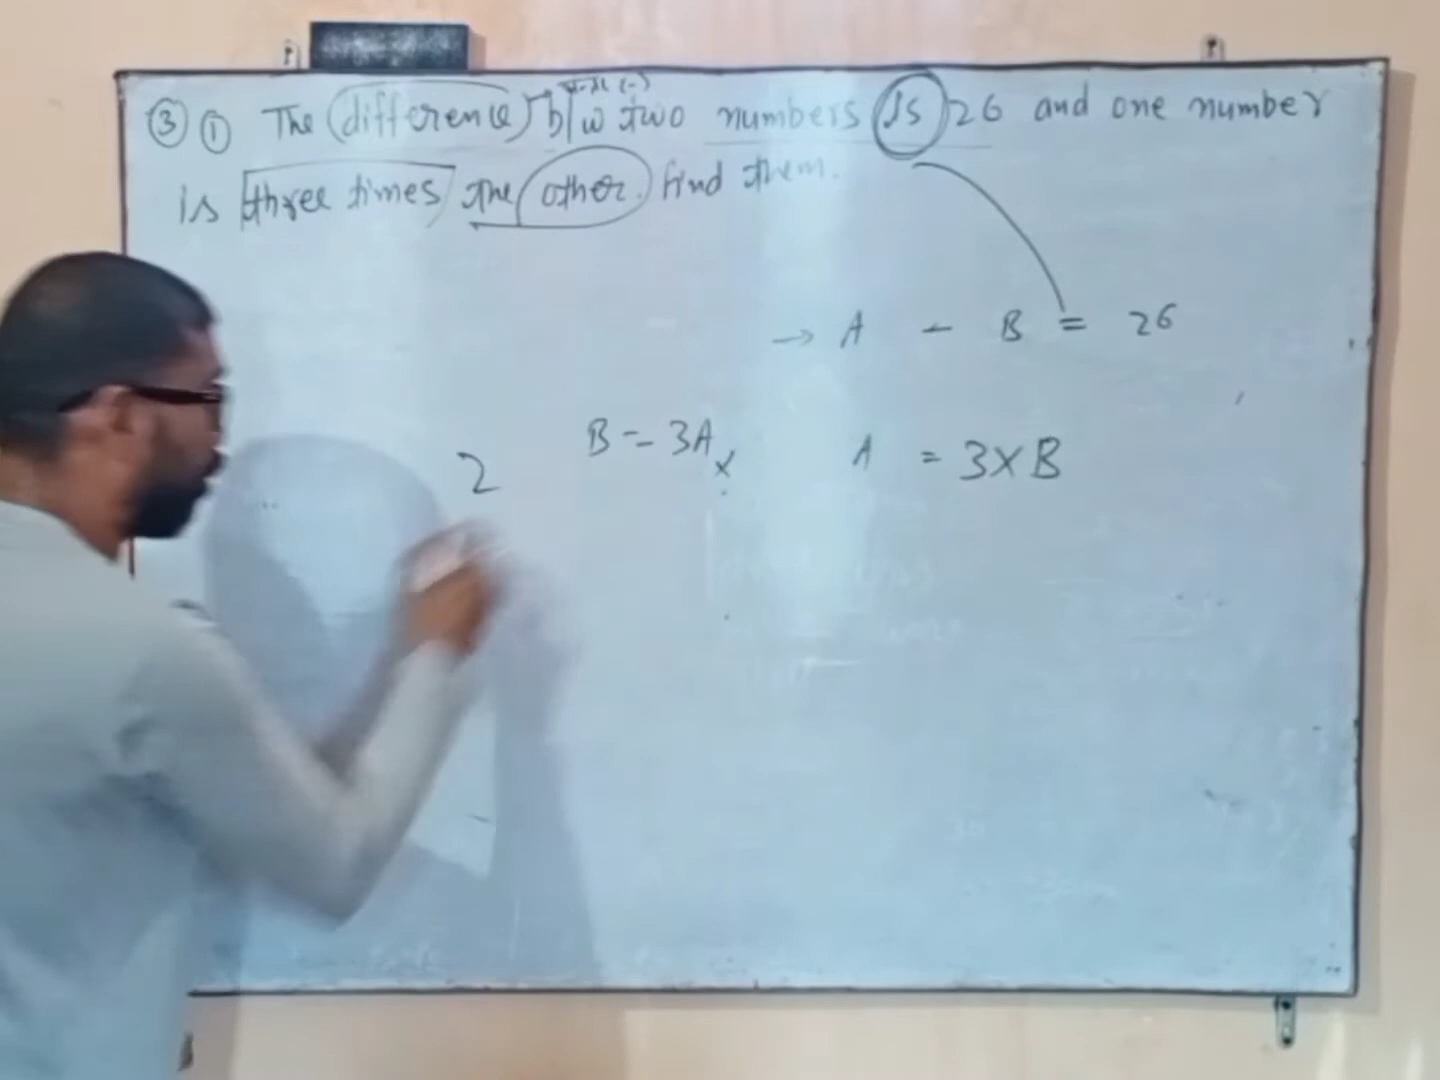 ③ ① The difference b/w two numbers is 26 and one number
is three times the other. find them.
→ A - B = 26
B = 3A x
A = 3 X B
2